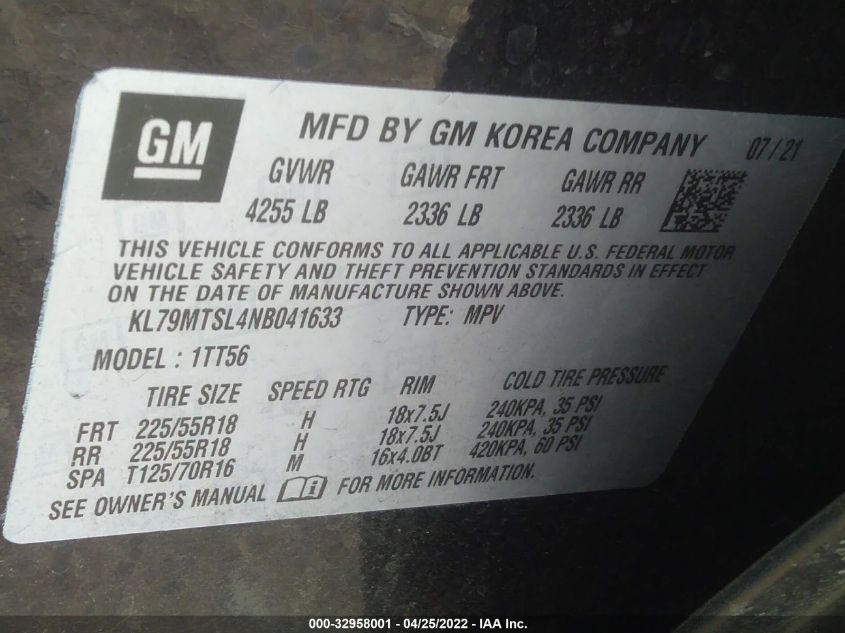 GM MFD BY GM KOREA COMPANY 07/21
GVWR GAWR FRT GAWR RR
4255 LB 2336 LB 2336 LB
THIS VEHICLE CONFORMS TO ALL APPLICABLE U.S. FEDERAL MOTOR
VEHICLE SAFETY AND THEFT PREVENTION STANDARDS IN EFFECT
ON THE DATE OF MANUFACTURE SHOWN ABOVE.
KL79MTSL4NB041633 TYPE: MPV
MODEL : 1TT56
TIRE SIZE SPEED RTG RIM COLD TIRE PRESSURE
FRT 225/55R18 H 18x7.5J 240KPA, 35 PSI
RR 225/55R18 H 18x7.5J 240KPA, 35 PSI
SPA T125/70R16 M 16x4.0BT 420KPA, 60 PSI
SEE OWNER'S MANUAL FOR MORE INFORMATION.
000-32958001 - 04/25/2022 - IAA Inc.